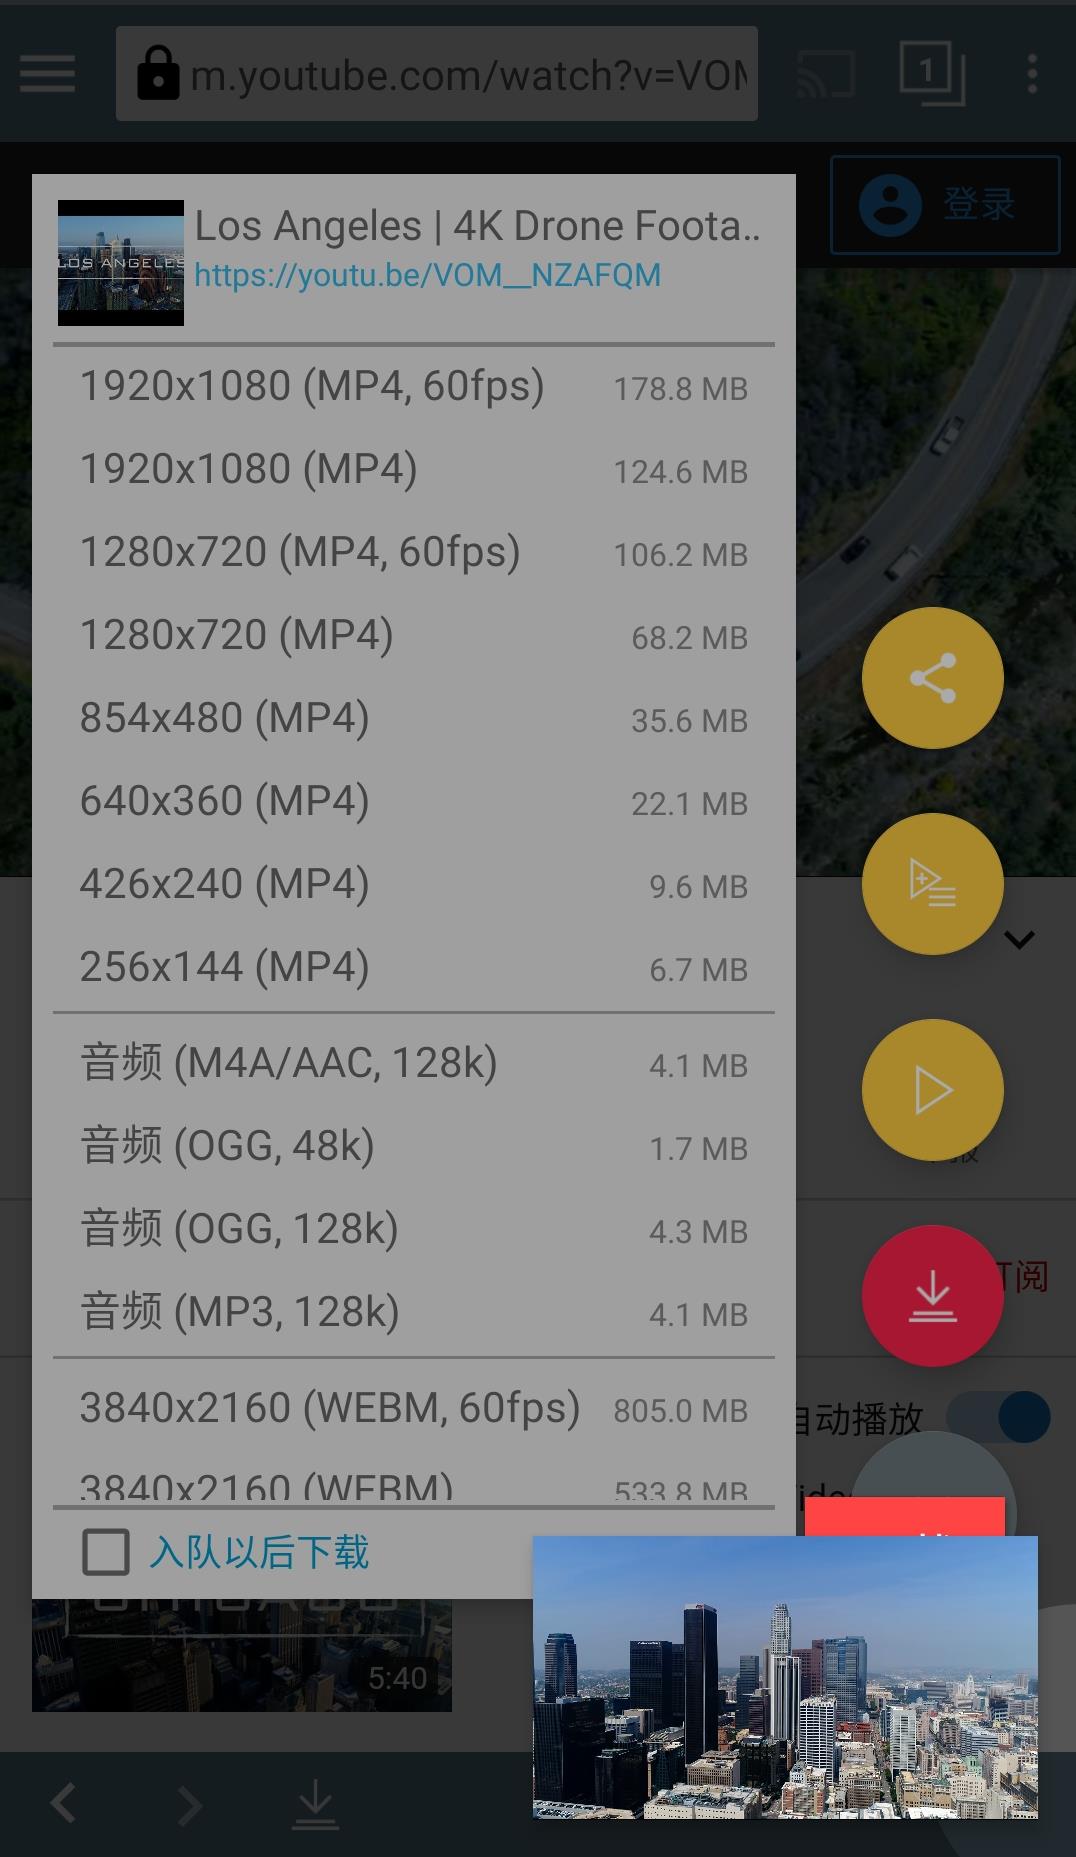 m.youtube.com/watch?v=VOM
1
登录
LOS ANGELES
Los Angeles | 4K Drone Foota..
https://youtu.be/VOM__NZAFQM
1920x1080 (MP4, 60fps) 178.8 MB
1920x1080 (MP4) 124.6 MB
1280x720 (MP4, 60fps) 106.2 MB
1280x720 (MP4) 68.2 MB
854x480 (MP4) 35.6 MB
640x360 (MP4) 22.1 MB
426x240 (MP4) 9.6 MB
256x144 (MP4) 6.7 MB
音频 (M4A/AAC, 128k) 4.1 MB
音频 (OGG, 48k) 1.7 MB
音频 (OGG, 128k) 4.3 MB
音频 (MP3, 128k) 4.1 MB
订阅
3840x2160 (WEBM, 60fps) 805.0 MB
自动播放
3840x2160 (WEBM) 533.8 MB
入队以后下载
5:40